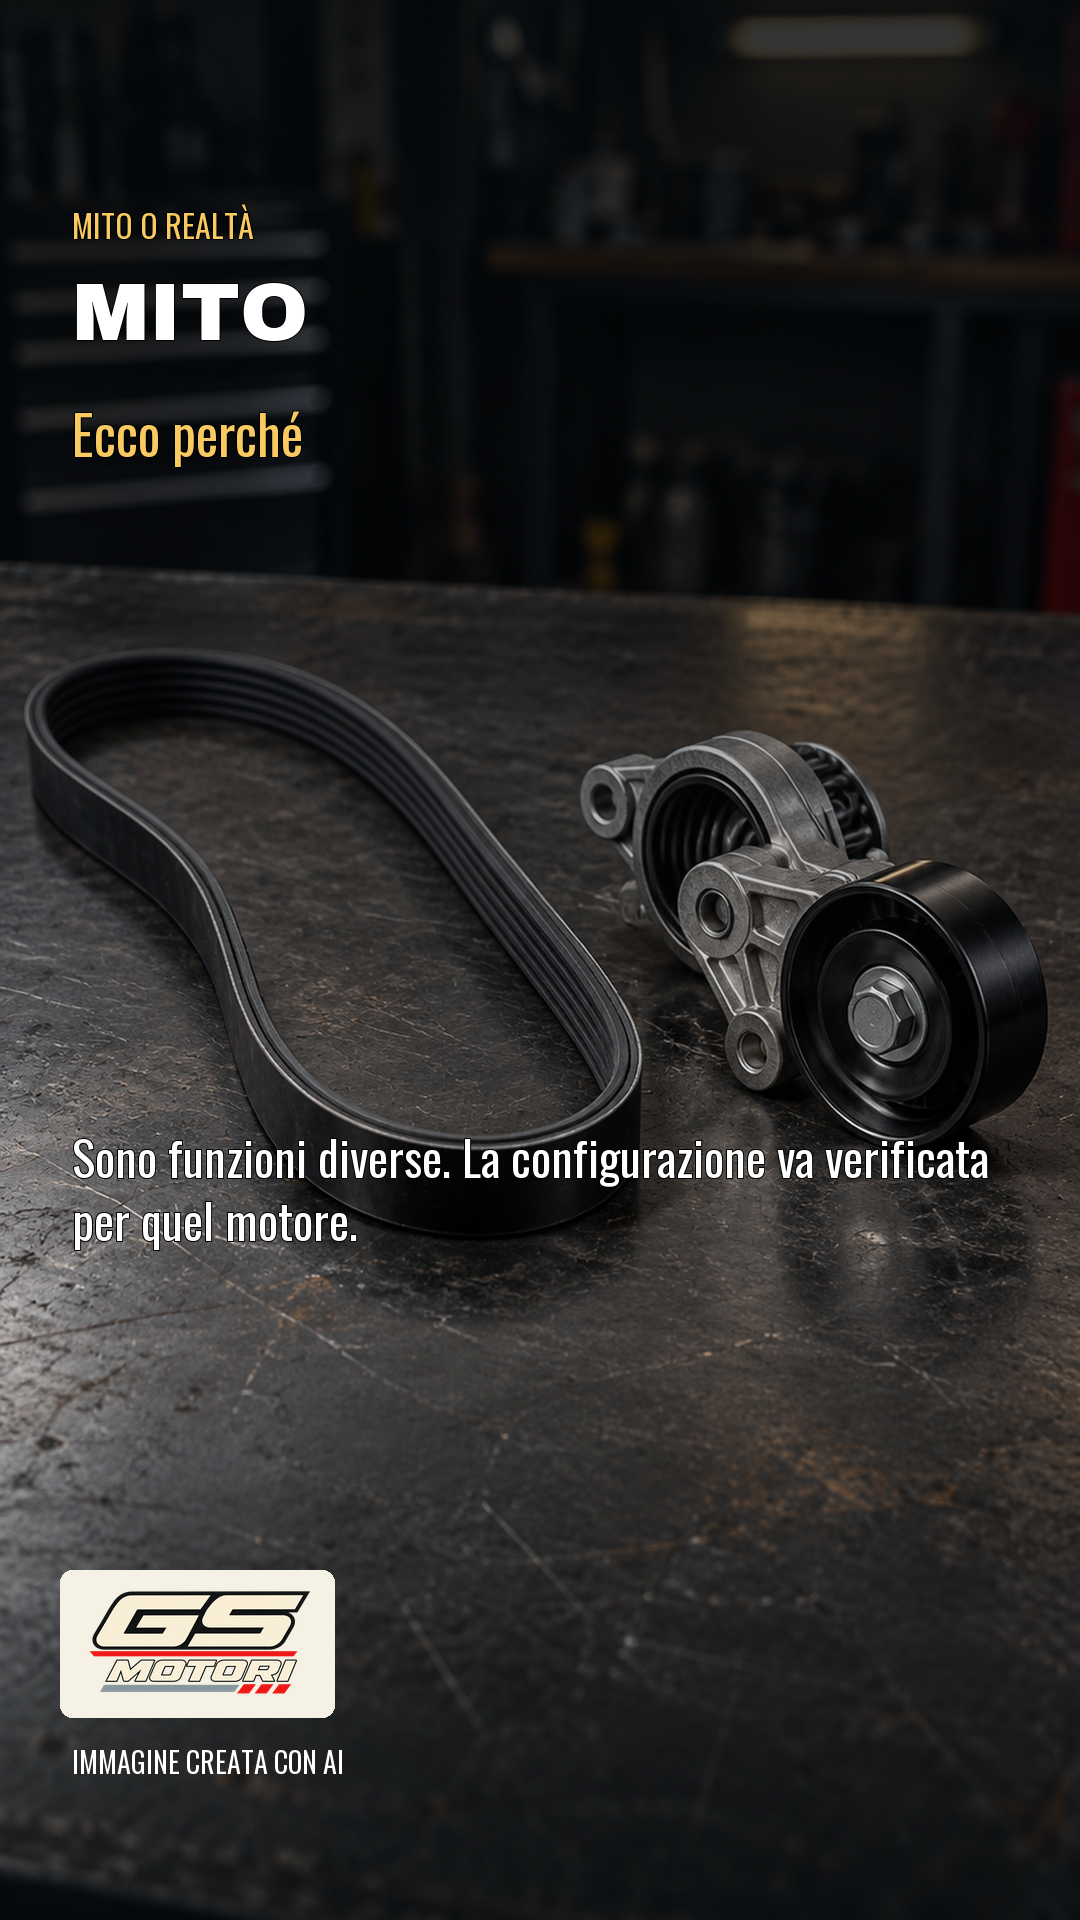 MITO O REALTÀ
MITO
Ecco perché
Sono funzioni diverse. La configurazione va verificata
per quel motore.
GS
MOTORI
IMMAGINE CREATA CON AI